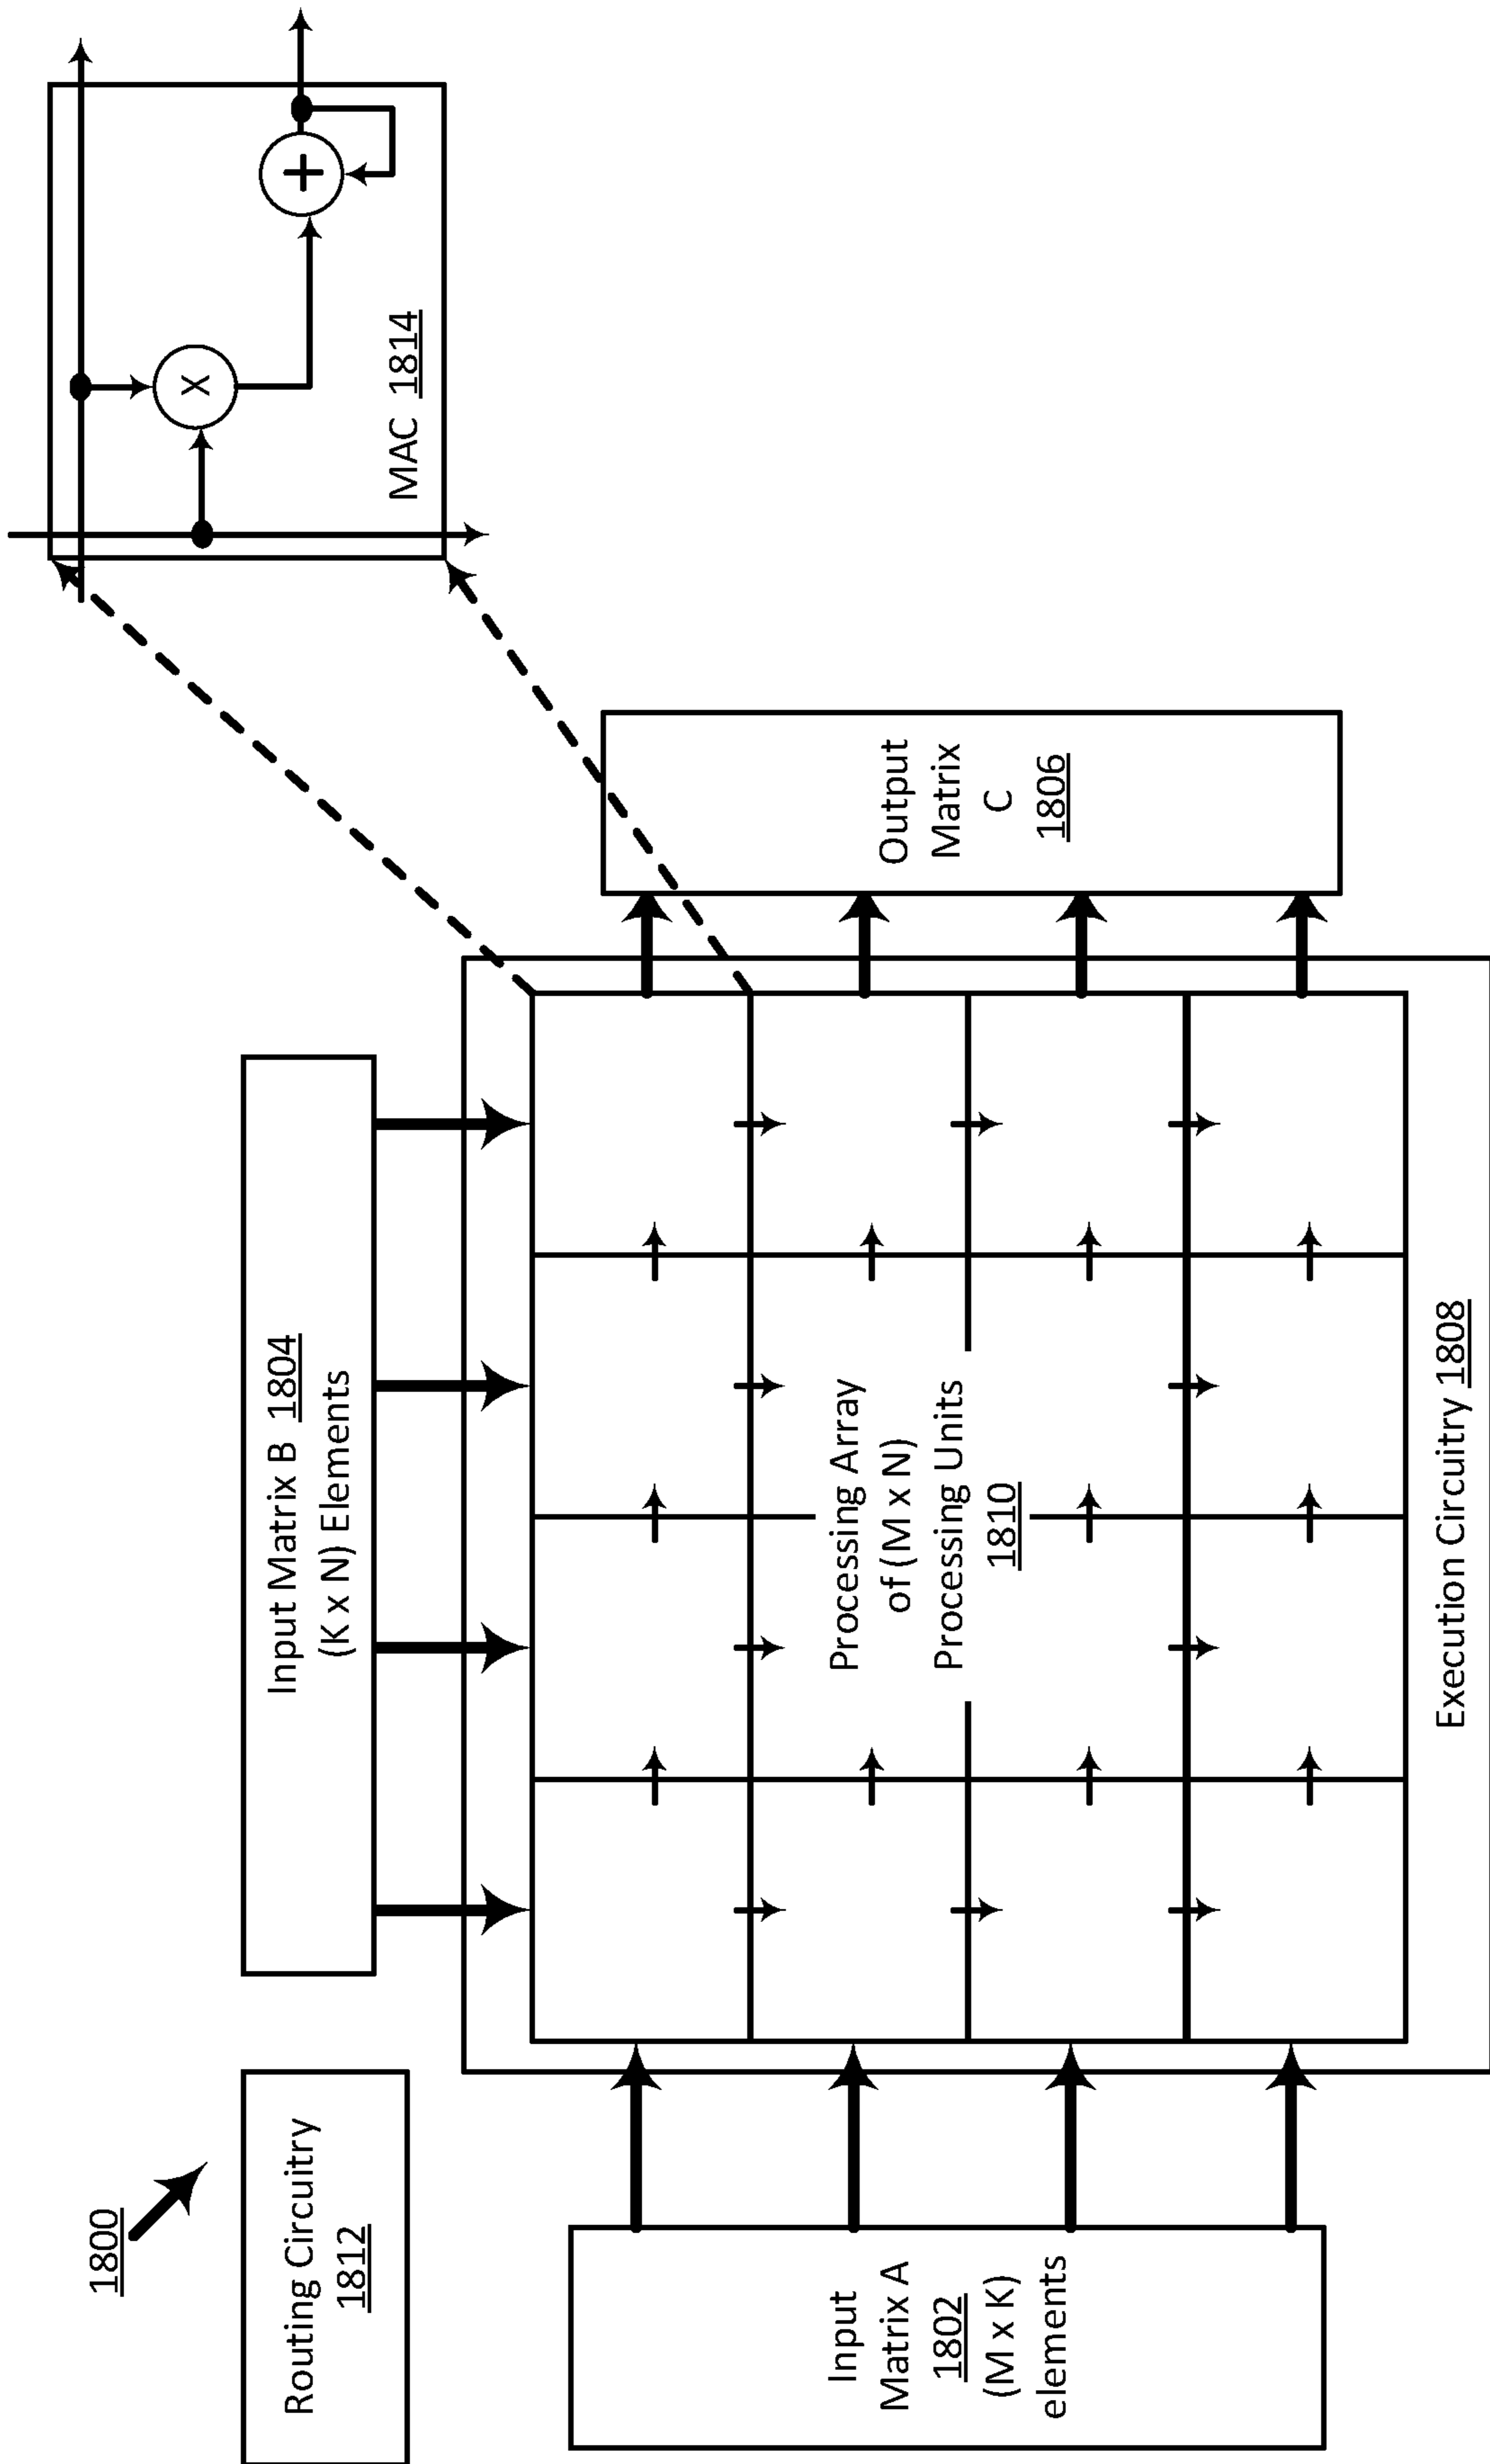 1800
Routing Circuitry
1812
Input Matrix B 1804
(K x N) Elements
X
+
MAC 1814
Input
Matrix A
1802
(M x K)
elements
Processing Array
of (M x N)
Processing Units
1810
Output
Matrix
C
1806
Execution Circuitry 1808